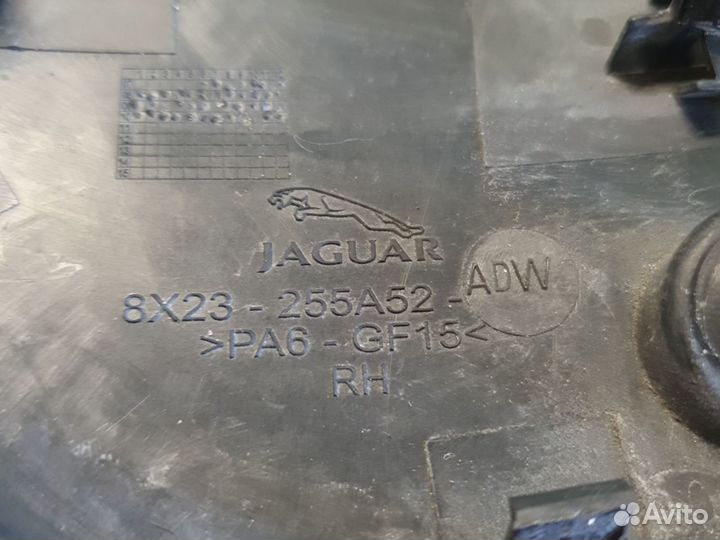 JAGUAR
8X23 - 255A52 - ADW
>PA6 - GF15<
RH
Avito